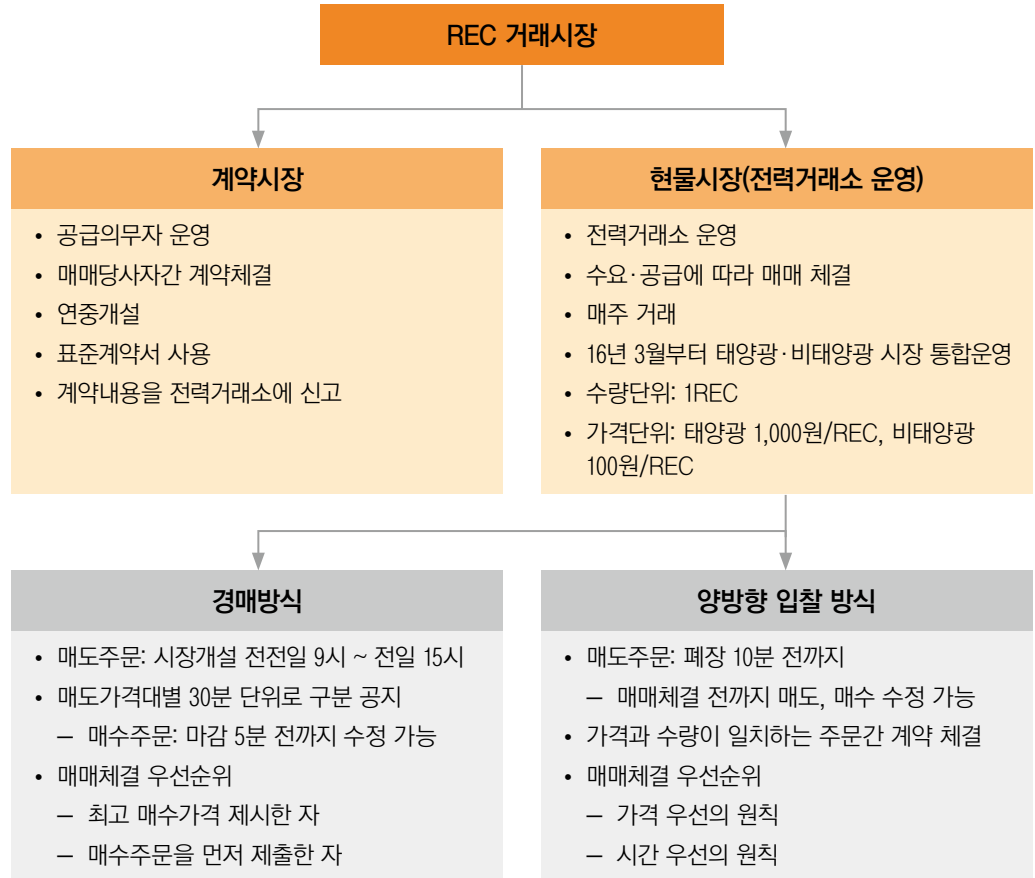 REC 거래시장
계약시장
• 공급의무자 운영
• 매매당사자간 계약체결
• 연중개설
• 표준계약서 사용
• 계약내용을 전력거래소에 신고
현물시장(전력거래소 운영)
• 전력거래소 운영
• 수요·공급에 따라 매매 체결
• 매주 거래
• 16년 3월부터 태양광·비태양광 시장 통합운영
• 수량단위: 1REC
• 가격단위: 태양광 1,000원/REC, 비태양광
100원/REC
경매방식
• 매도주문: 시장개설 전전일 9시 ~ 전일 15시
• 매도가격대별 30분 단위로 구분 공지
– 매수주문: 마감 5분 전까지 수정 가능
• 매매체결 우선순위
– 최고 매수가격 제시한 자
– 매수주문을 먼저 제출한 자
양방향 입찰 방식
• 매도주문: 폐장 10분 전까지
– 매매체결 전까지 매도, 매수 수정 가능
• 가격과 수량이 일치하는 주문간 계약 체결
• 매매체결 우선순위
– 가격 우선의 원칙
– 시간 우선의 원칙